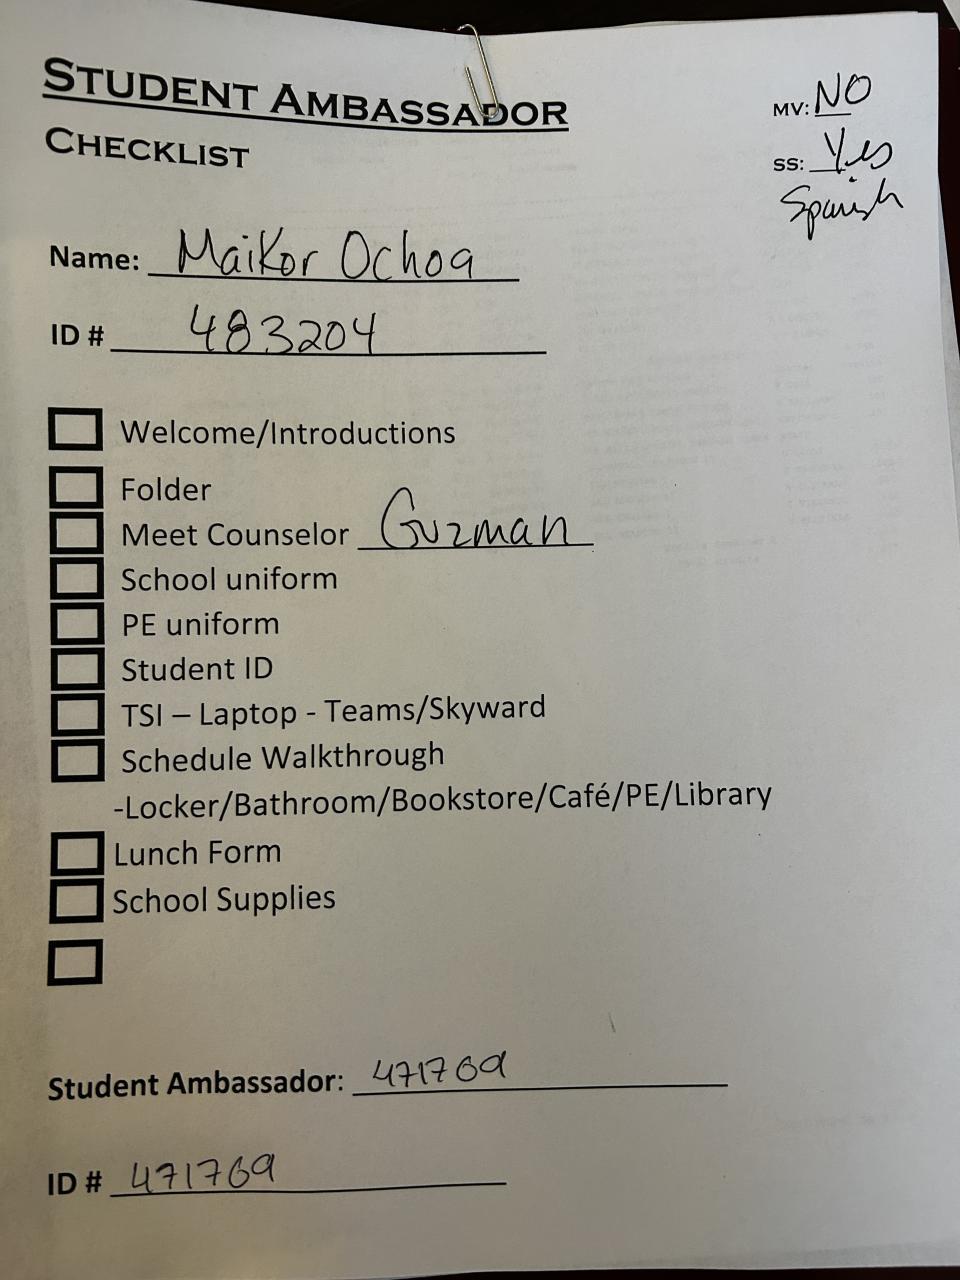 STUDENT AMBASSADOR
CHECKLIST
MV: NO
SS: Yes
Spanish
Name: Maikor Ochoa
ID # 483204
Welcome/Introductions
Folder
Meet Counselor Guzman
School uniform
PE uniform
Student ID
TSI – Laptop - Teams/Skyward
Schedule Walkthrough
-Locker/Bathroom/Bookstore/Café/PE/Library
Lunch Form
School Supplies
Student Ambassador: 471769
ID # 471769